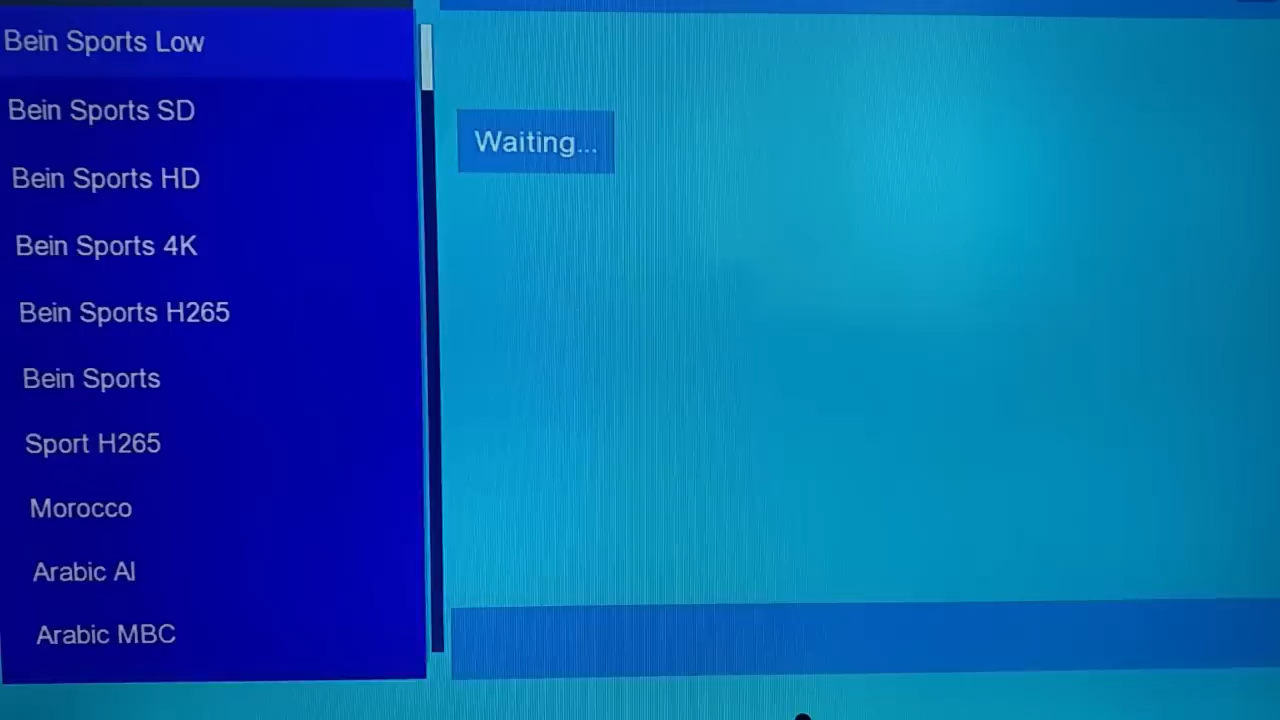 Bein Sports Low
Bein Sports SD
Bein Sports HD
Bein Sports 4K
Bein Sports H265
Bein Sports
Sport H265
Morocco
Arabic Al
Arabic MBC
Waiting...